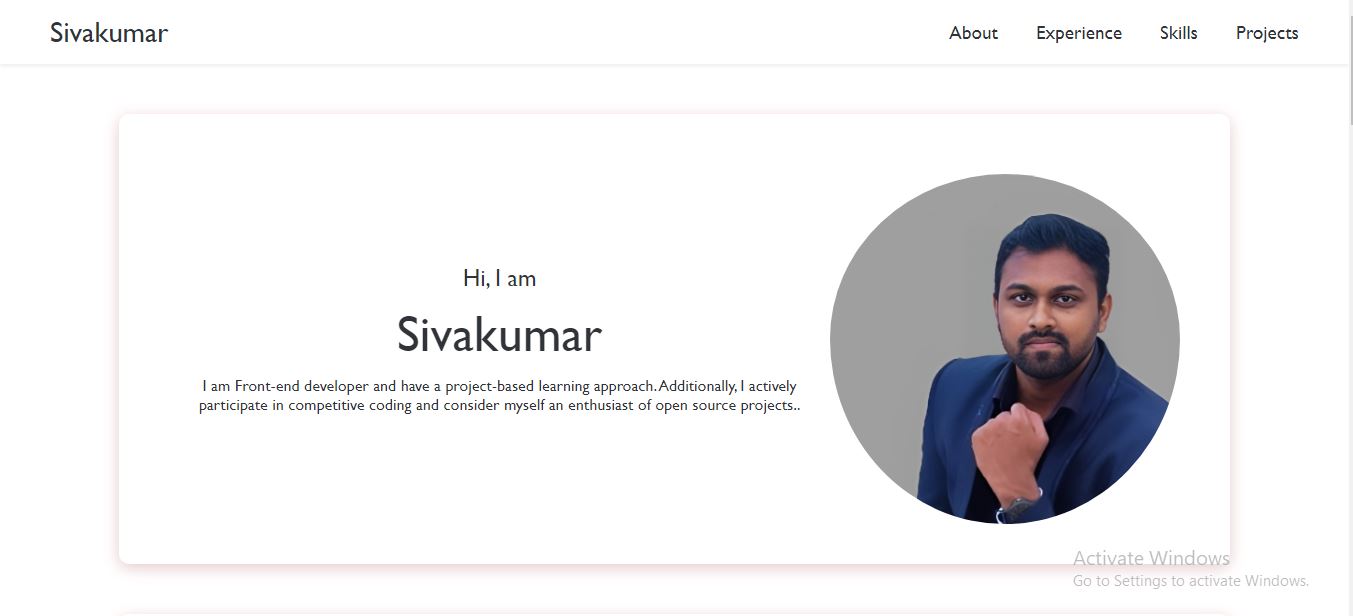 Sivakumar
About Experience Skills Projects
Hi, I am
Sivakumar
I am Front-end developer and have a project-based learning approach. Additionally, I actively
participate in competitive coding and consider myself an enthusiast of open source projects..
Activate Windows
Go to Settings to activate Windows.